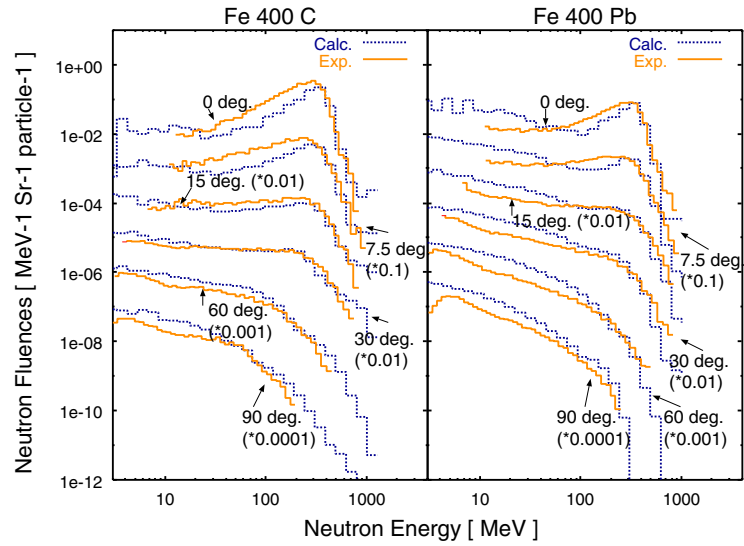 Fe 400 C
Fe 400 Pb
Neutron Fluences [ MeV-1 Sr-1 particle-1 ]
1e+00
1e-02
1e-04
1e-06
1e-08
1e-10
1e-12
Calc.
Exp.
0 deg.
15 deg. (*0.01)
7.5 deg.
(*0.1)
60 deg.
(*0.001)
30 deg.
(*0.01)
90 deg.
(*0.0001)
10
100
1000
Calc.
Exp.
0 deg.
15 deg. (*0.01)
7.5 deg.
(*0.1)
30 deg.
(*0.01)
90 deg.
(*0.0001)
60 deg.
(*0.001)
10
100
1000
Neutron Energy [ MeV ]